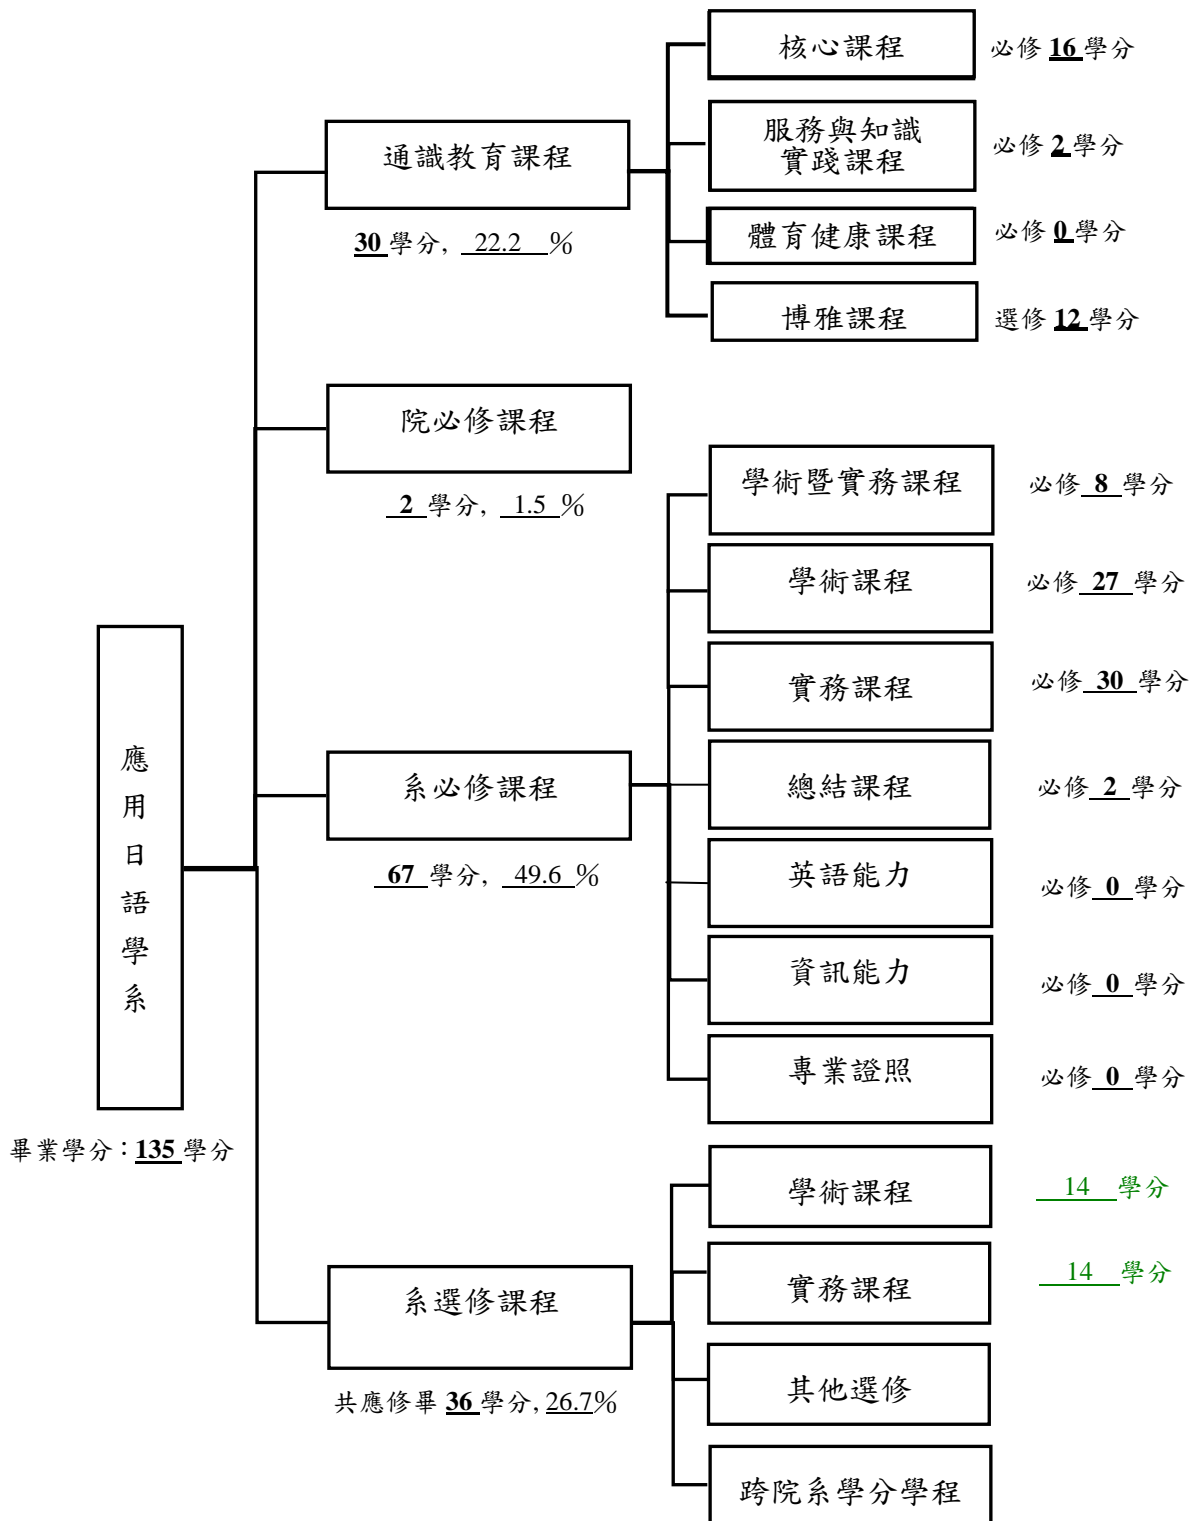 核心課程
必修 16 學分
服務與知識
實踐課程
必修 2 學分
通識教育課程
30 學分, 22.2 %
體育健康課程
必修 0 學分
博雅課程
選修 12 學分
院必修課程
2 學分, 1.5 %
學術暨實務課程
必修 8 學分
學術課程
必修 27 學分
實務課程
必修 30 學分
應用日語學系
畢業學分：135 學分
系必修課程
67 學分, 49.6 %
總結課程
必修 2 學分
英語能力
必修 0 學分
資訊能力
必修 0 學分
專業證照
必修 0 學分
系選修課程
共應修畢 36 學分, 26.7%
學術課程
14 學分
實務課程
14 學分
其他選修
跨院系學分學程